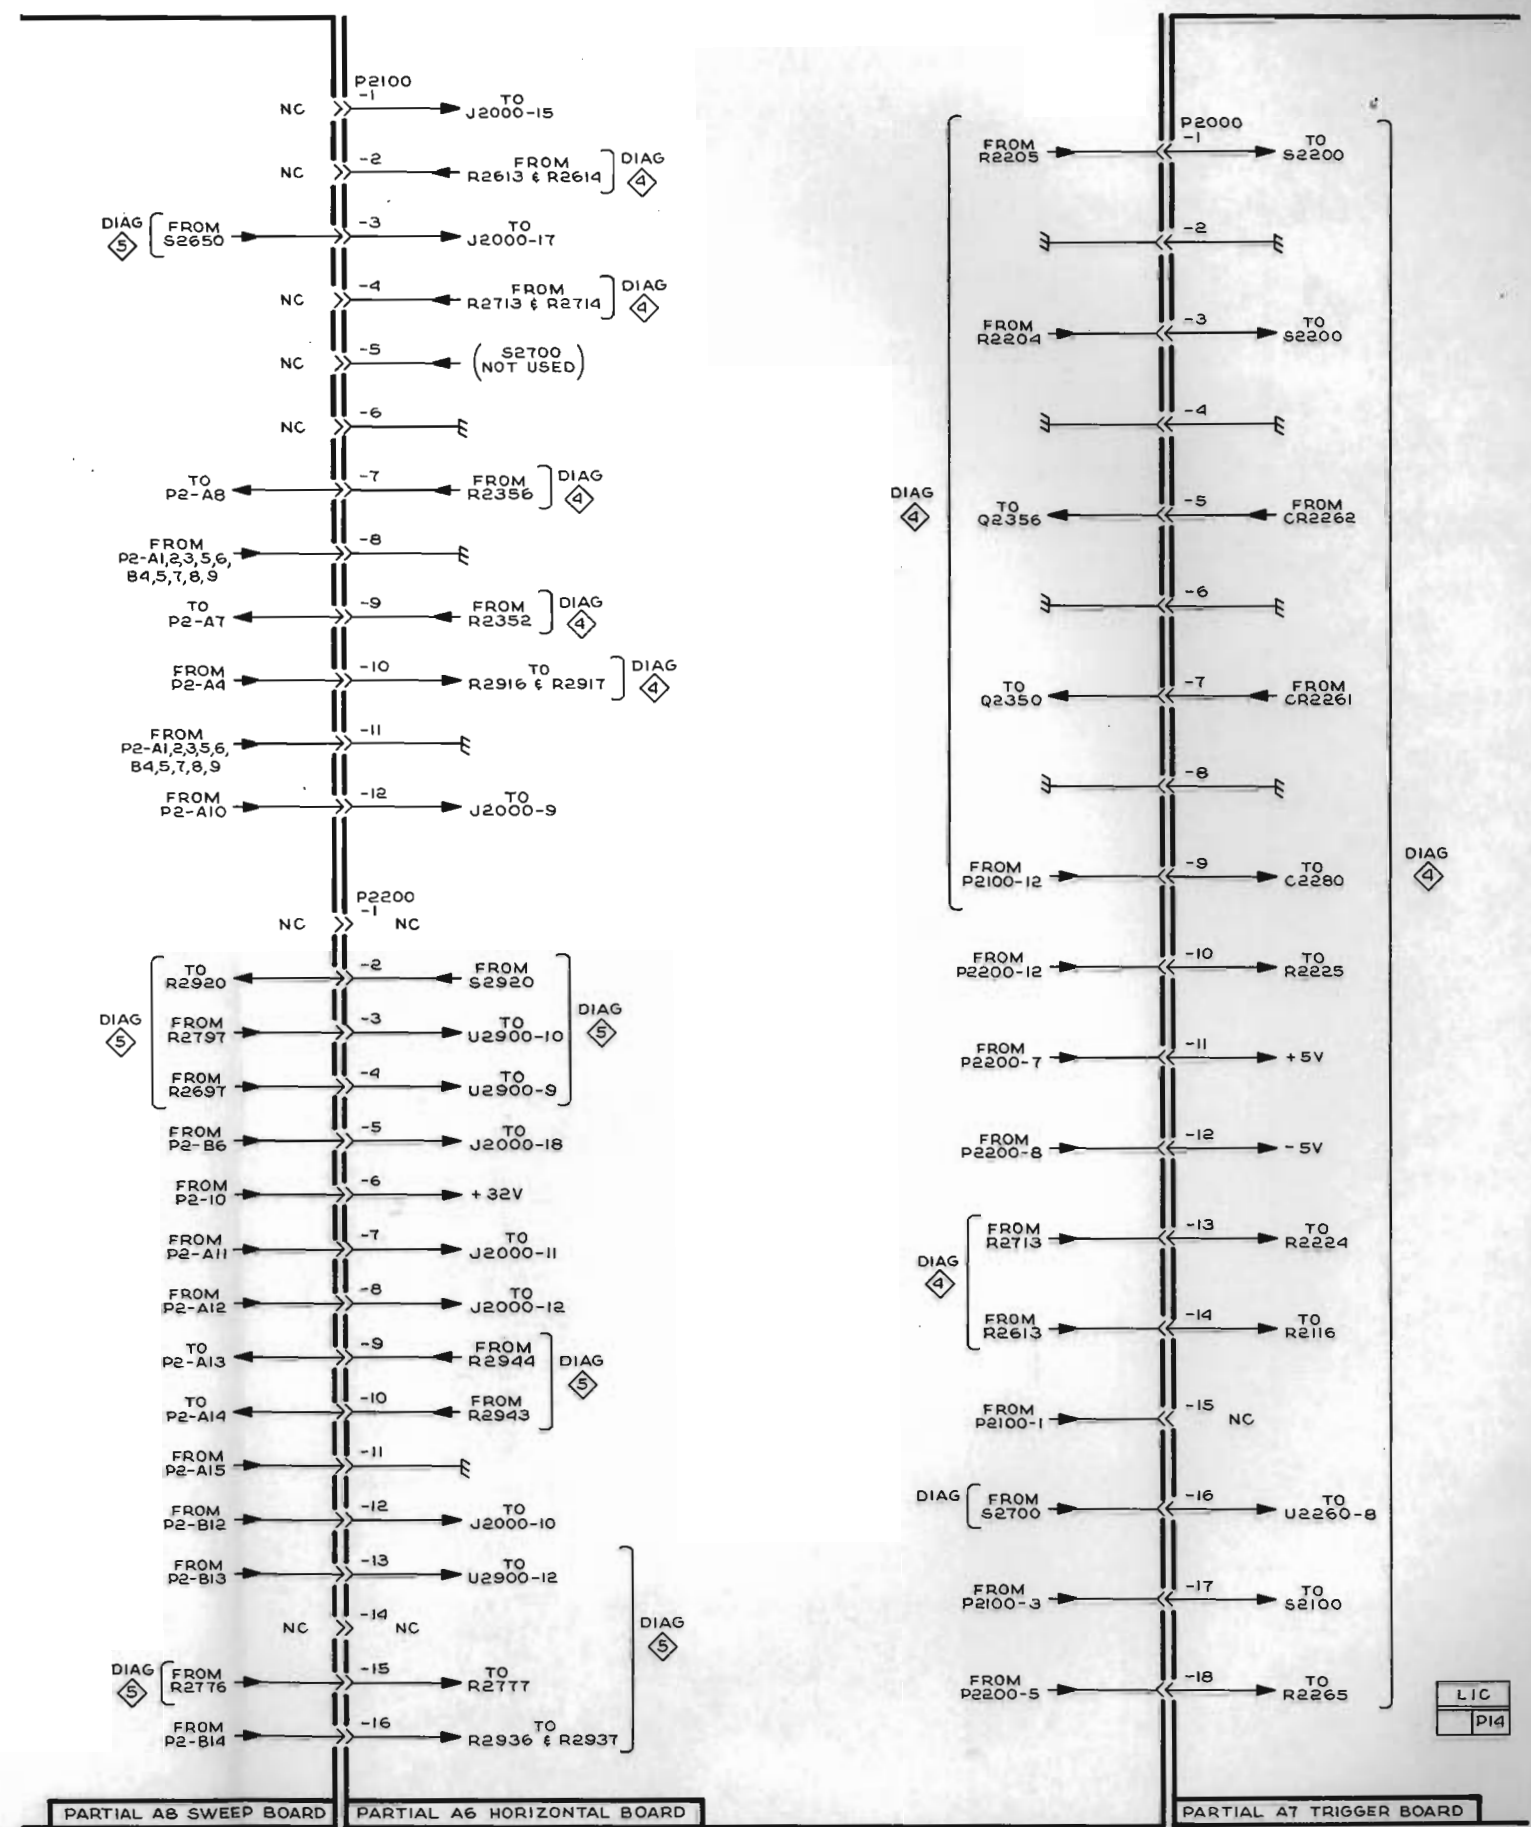 P2100
NC -1 TO
J2000-15
NC -2 FROM
R2613 & R2614 DIAG
4
DIAG
5 FROM
S2650 -3 TO
J2000-17
NC -4 FROM
R2713 & R2714 DIAG
4
NC -5 (S2700
NOT USED)
NC -6
TO
P2-A8 -7 FROM
R2356 DIAG
4
FROM
P2-A1,2,3,5,6,
B4,5,7,8,9 -8
TO
P2-A7 -9 FROM
R2352 DIAG
4
FROM
P2-A4 -10 TO
R2916 & R2917 DIAG
4
FROM
P2-A1,2,3,5,6,
B4,5,7,8,9 -11
FROM
P2-A10 -12 TO
J2000-9
P2200
NC -1 NC
DIAG
5
TO
R2920 -2 FROM
S2920
FROM
R2797 -3 TO
U2900-10
FROM
R2697 -4 TO
U2900-9
DIAG
5
FROM
P2-B6 -5 TO
J2000-18
FROM
P2-10 -6 +32V
FROM
P2-A11 -7 TO
J2000-11
FROM
P2-A12 -8 TO
J2000-12
TO
P2-A13 -9 FROM
R2944
TO
P2-A14 -10 FROM
R2943
DIAG
5
FROM
P2-A15 -11
FROM
P2-B12 -12 TO
J2000-10
FROM
P2-B13 -13 TO
U2900-12
NC -14 NC
DIAG
5
DIAG
5 FROM
R2776 -15 TO
R2777
FROM
P2-B14 -16 TO
R2936 & R2937
PARTIAL A8 SWEEP BOARD
PARTIAL A6 HORIZONTAL BOARD
P2000
FROM
R2205 -1 TO
S2200
-2
FROM
R2204 -3 TO
S2200
-4
DIAG
4
TO
Q2356 -5 FROM
CR2262
-6
TO
Q2350 -7 FROM
CR2261
-8
FROM
P2100-12 -9 TO
C2280
DIAG
4
FROM
P2200-12 -10 TO
R2225
FROM
P2200-7 -11 +5V
FROM
P2200-8 -12 -5V
DIAG
4
FROM
R2713 -13 TO
R2224
FROM
R2613 -14 TO
R2116
FROM
P2100-1 -15 NC
DIAG FROM
S2700 -16 TO
U2260-8
FROM
P2100-3 -17 TO
S2100
FROM
P2200-5 -18 TO
R2265
LIC
P14
PARTIAL A7 TRIGGER BOARD